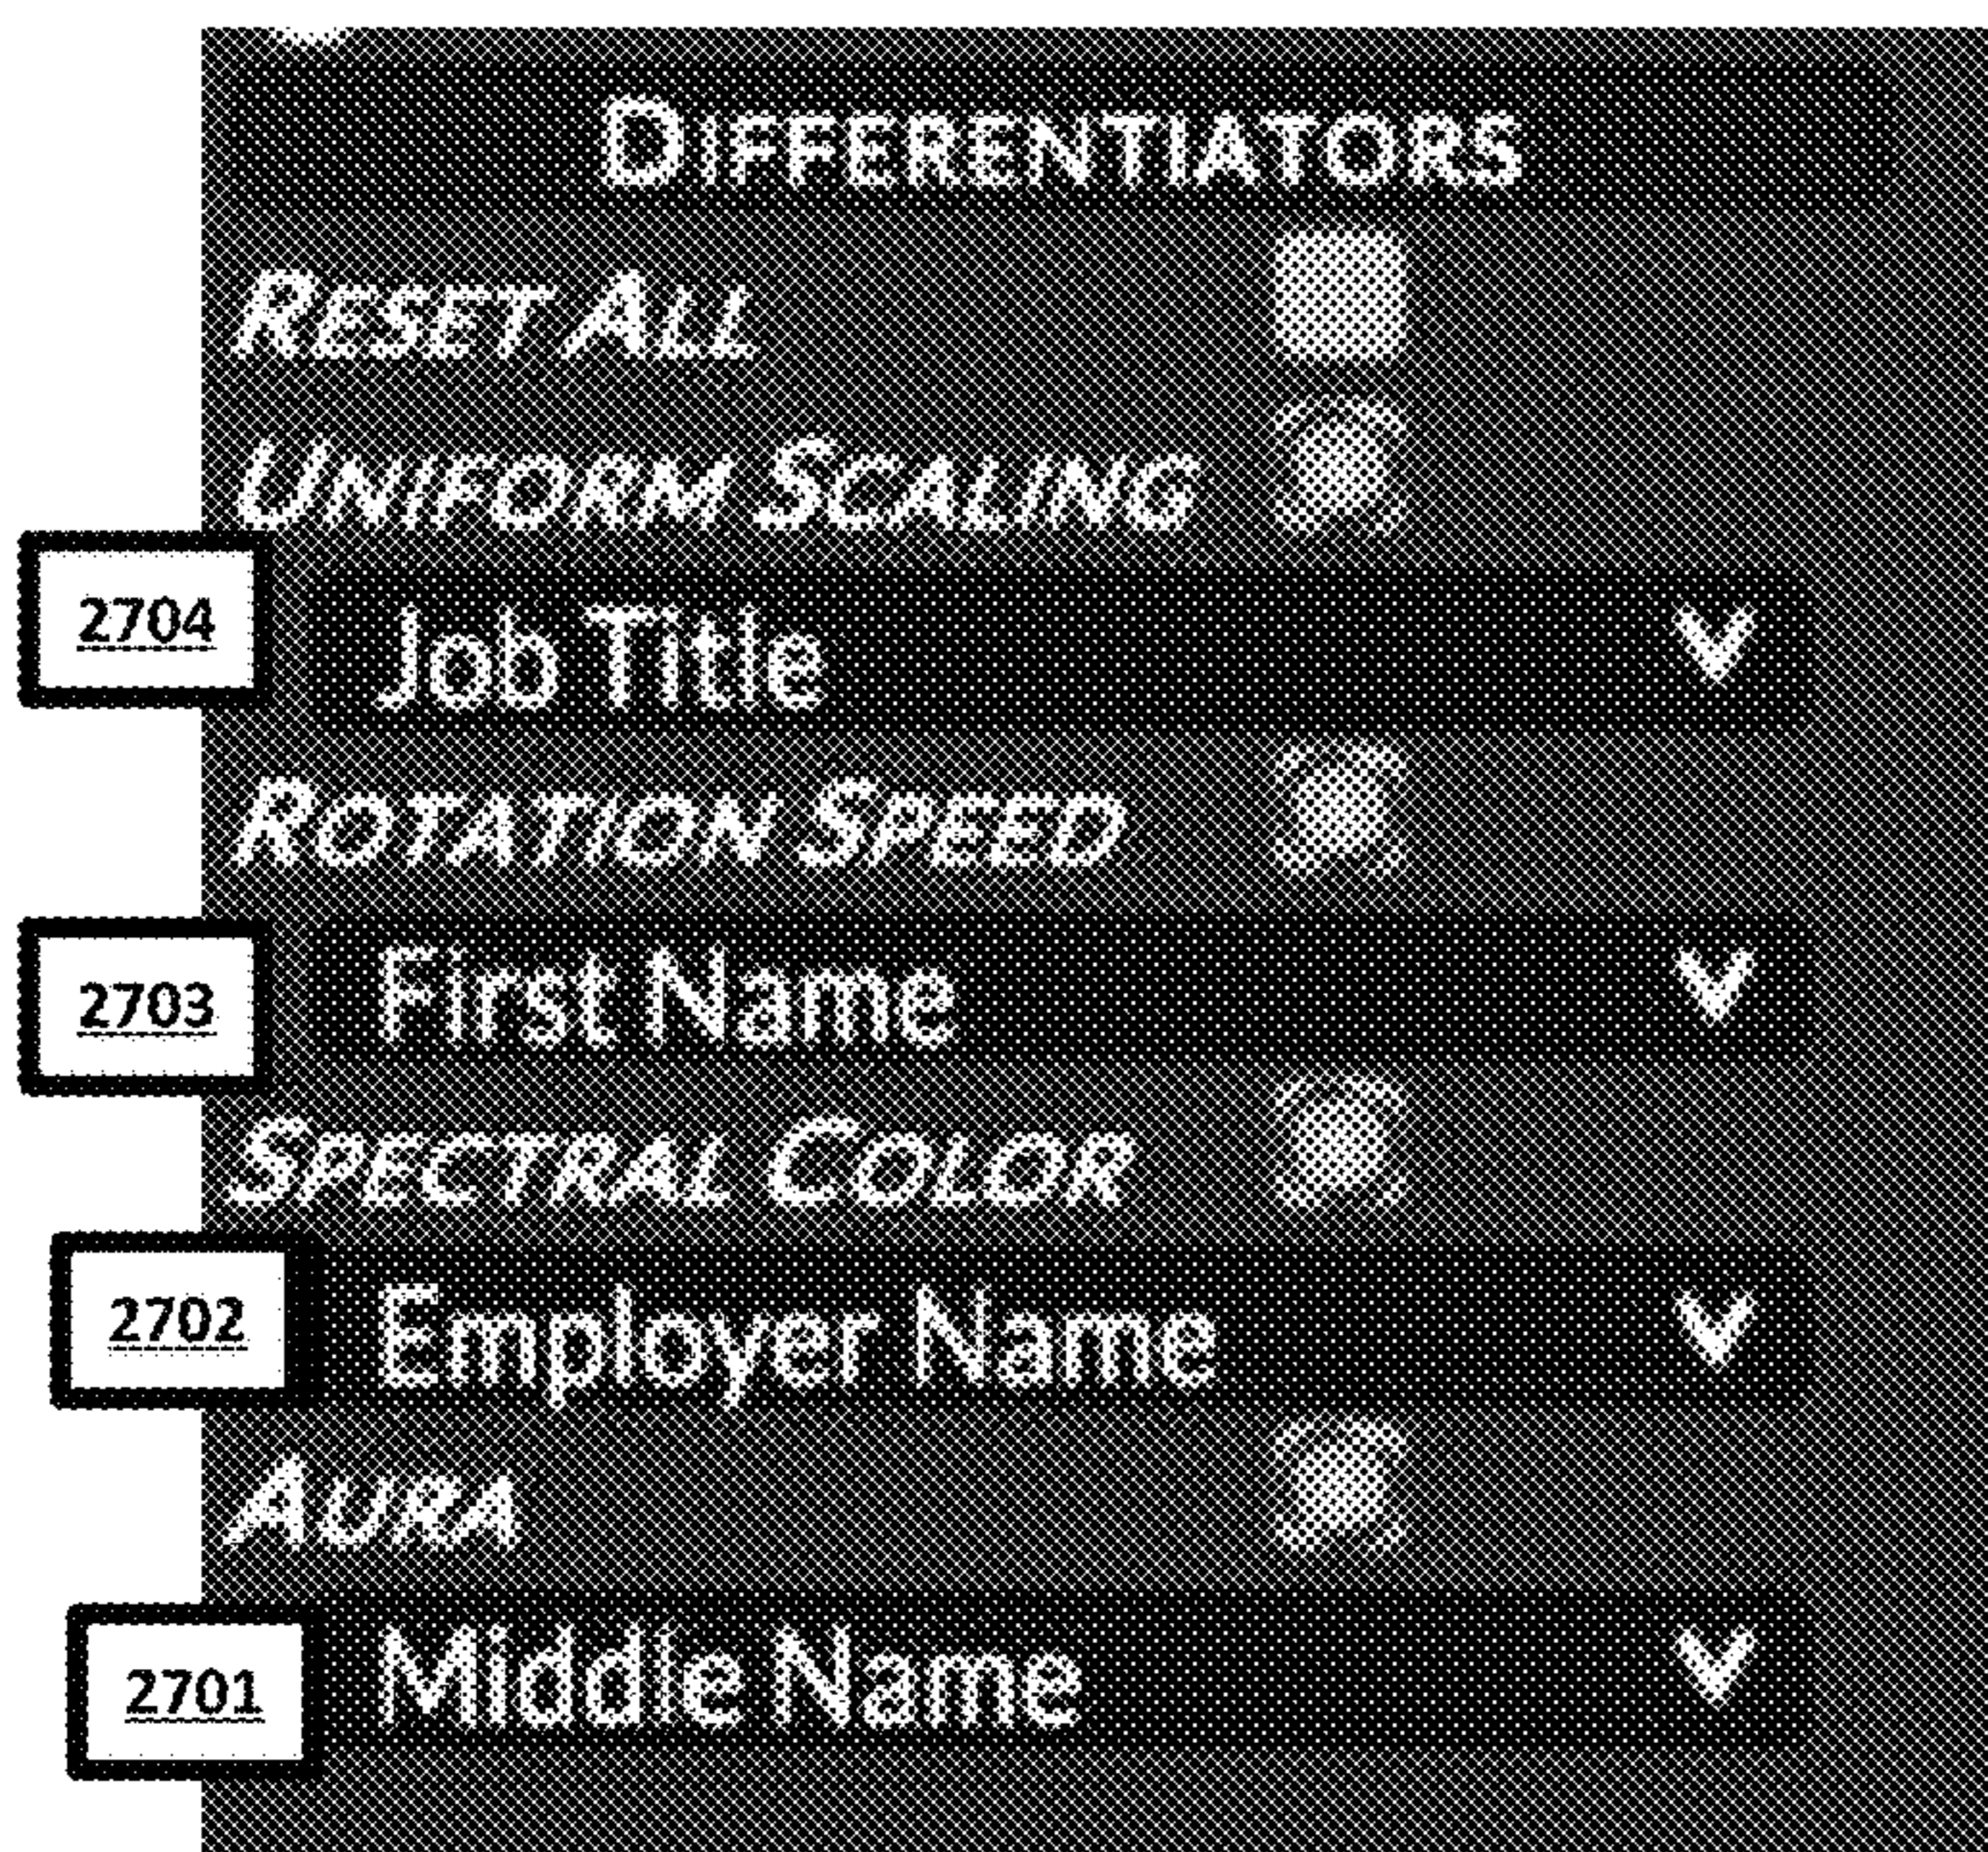 DIFFERENTIATORS
RESET ALL
UNIFORM SCALING
2704
Job Title
ROTATION SPEED
2703
First Name
SPECTRAL COLOR
2702
Employer Name
AURA
2701
Middle Name